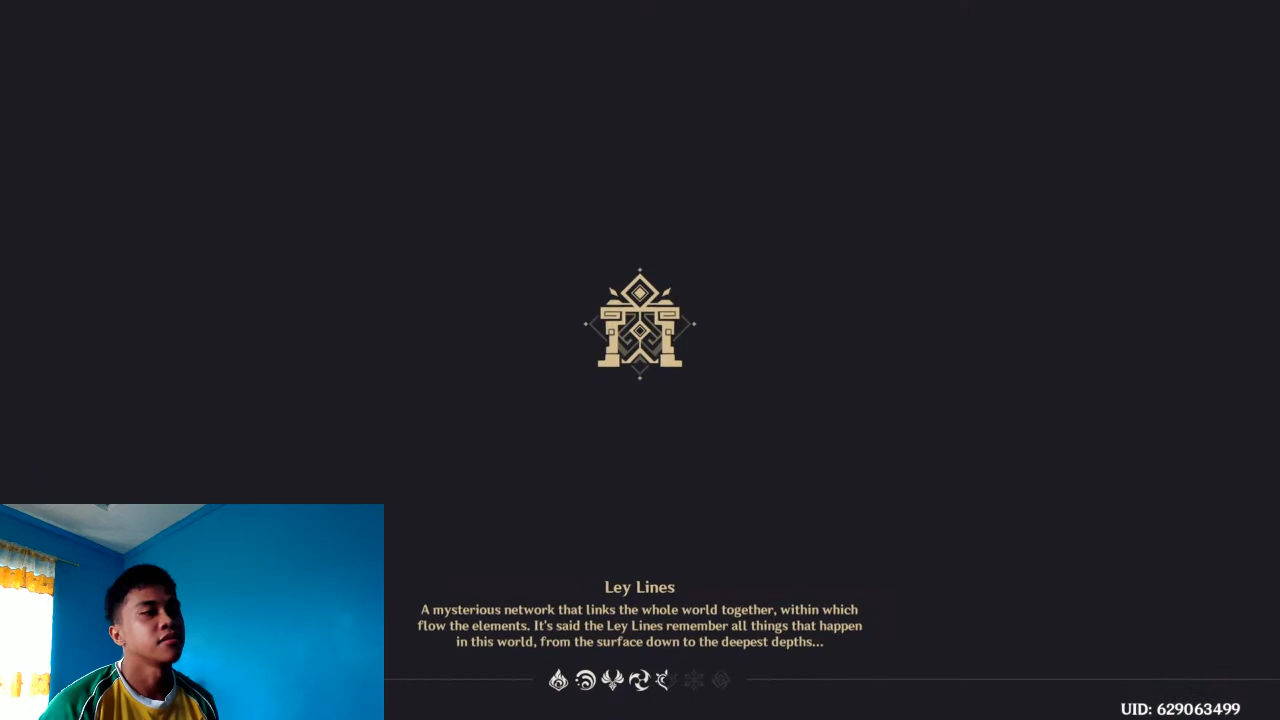 Ley Lines
A mysterious network that links the whole world together, within which
flow the elements. It's said the Ley Lines remember all things that happen
in this world, from the surface down to the deepest depths...
UID: 629063499